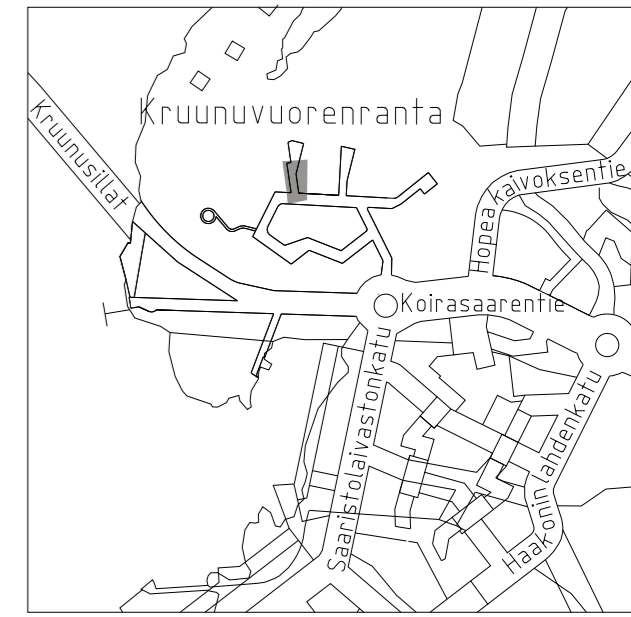 Kruunusillat
Kruunuvuorenranta
Hopeakaivoksentie
Koirasaarentie
Saaristolaivastonkatu
Haakoninlahdenkatu